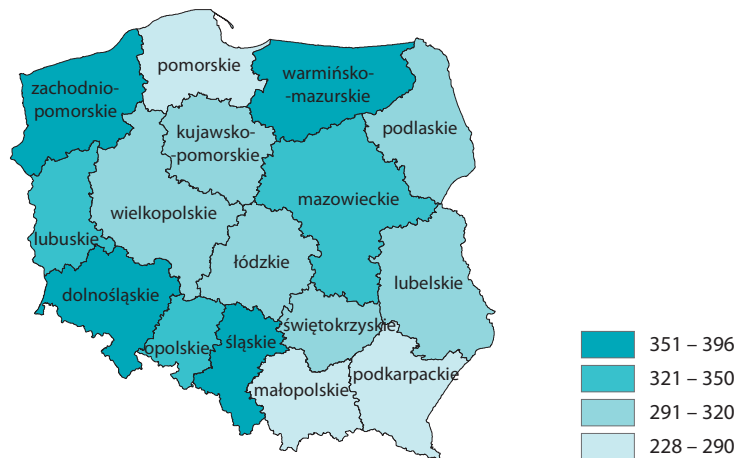 pomorskie
warmińsko-
-mazurskie
zachodnio-
pomorskie
podlaskie
kujawsko-
-pomorskie
mazowieckie
wielkopolskie
lubuskie
łódzkie
lubelskie
dolnośląskie
świętokrzyskie
opolskie
śląskie
podkarpackie
małopolskie
351 – 396
321 – 350
291 – 320
228 – 290